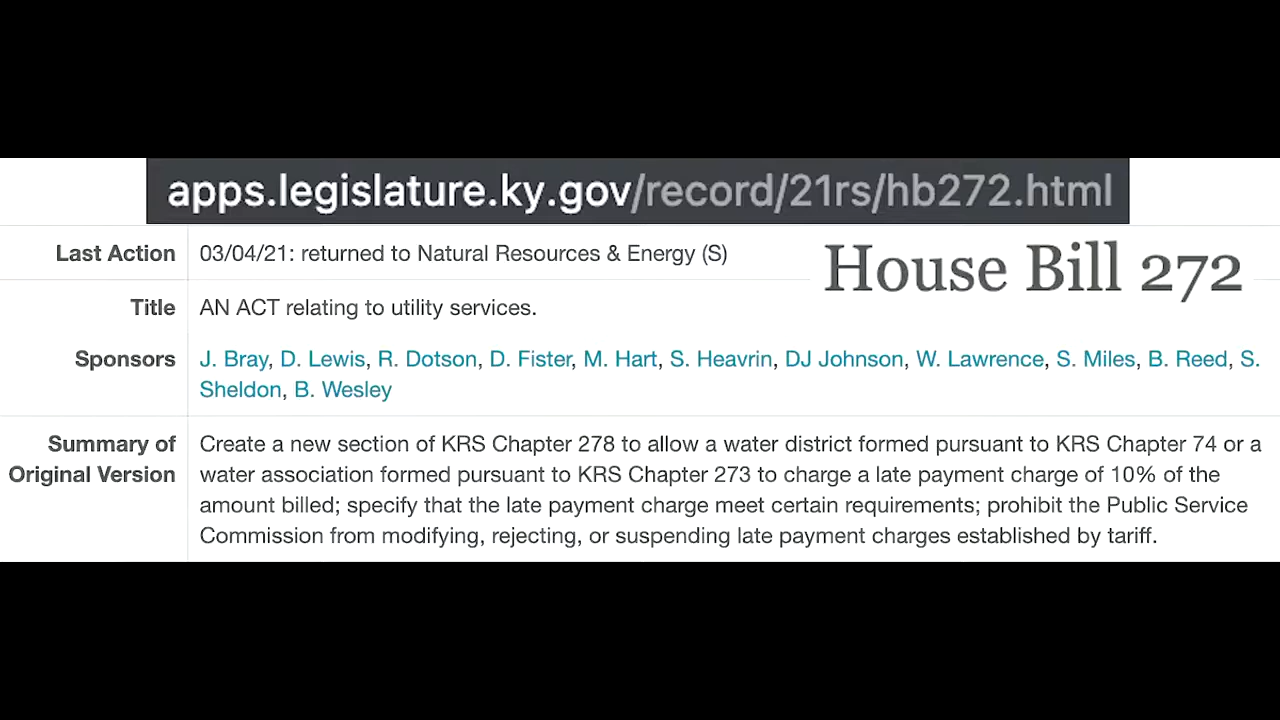 apps.legislature.ky.gov/record/21rs/hb272.html
Last Action 03/04/21: returned to Natural Resources & Energy (S)
House Bill 272
Title AN ACT relating to utility services.
Sponsors J. Bray, D. Lewis, R. Dotson, D. Fister, M. Hart, S. Heavrin, DJ Johnson, W. Lawrence, S. Miles, B. Reed, S.
Sheldon, B. Wesley
Summary of Create a new section of KRS Chapter 278 to allow a water district formed pursuant to KRS Chapter 74 or a
Original Version water association formed pursuant to KRS Chapter 273 to charge a late payment charge of 10% of the
amount billed; specify that the late payment charge meet certain requirements; prohibit the Public Service
Commission from modifying, rejecting, or suspending late payment charges established by tariff.